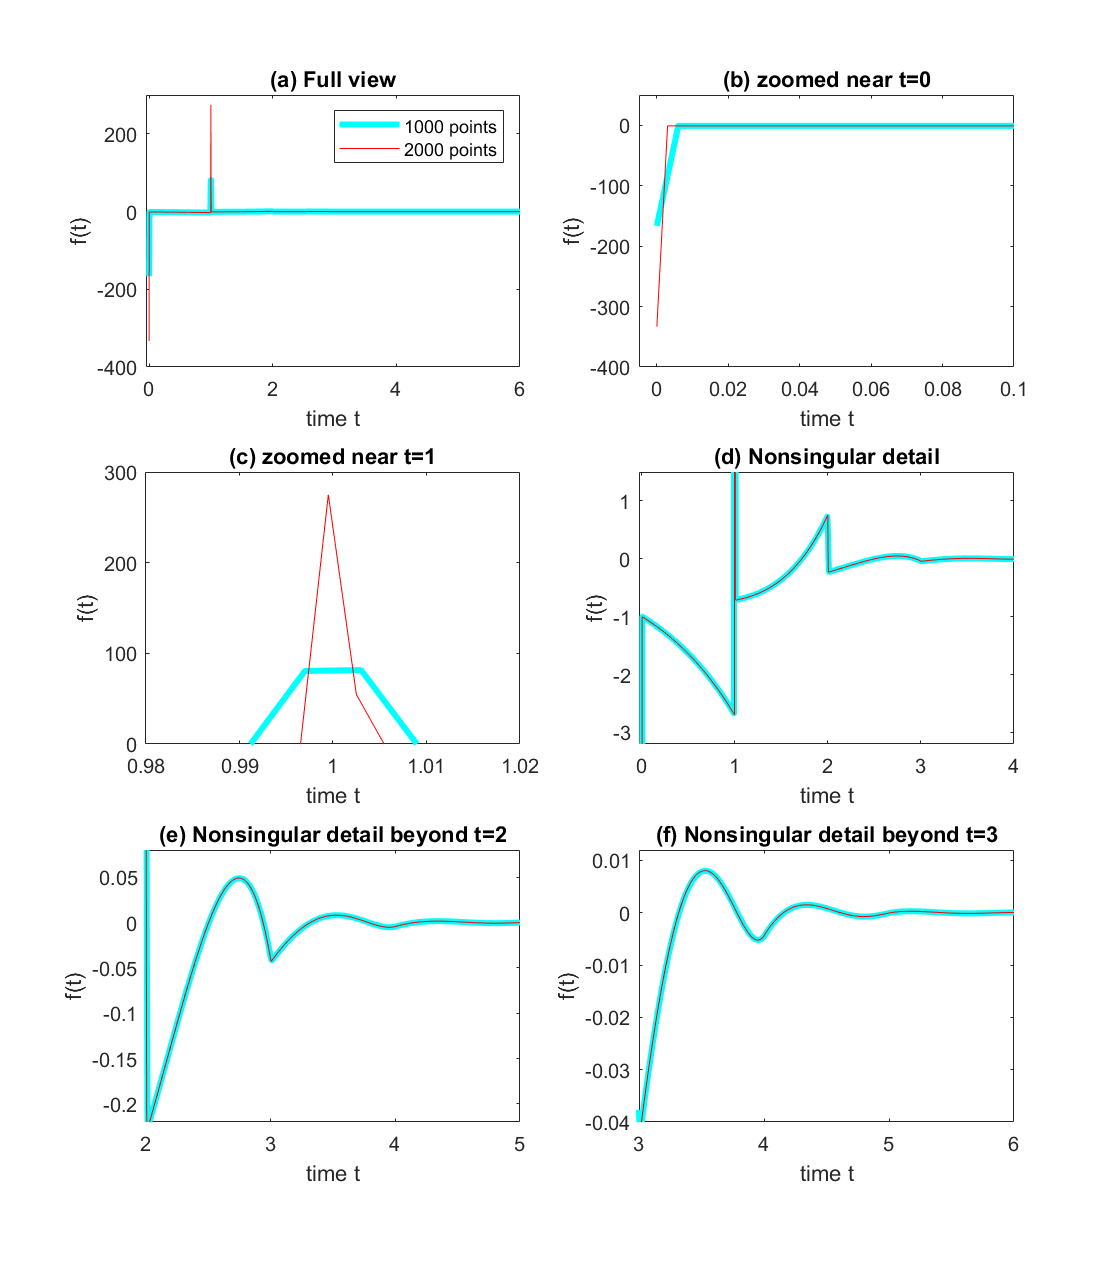 (a) Full view
200
0
-200
-400
f(t)
0
2
4
6
time t
1000 points
2000 points
(b) zoomed near t=0
0
-100
-200
-300
-400
f(t)
0
0.02
0.04
0.06
0.08
0.1
time t
(c) zoomed near t=1
300
200
100
0
f(t)
0.98
0.99
1
1.01
1.02
time t
(d) Nonsingular detail
1
0
-1
-2
-3
f(t)
0
1
2
3
4
time t
(e) Nonsingular detail beyond t=2
0.05
0
-0.05
-0.1
-0.15
-0.2
f(t)
2
3
4
5
time t
(f) Nonsingular detail beyond t=3
0.01
0
-0.01
-0.02
-0.03
-0.04
f(t)
3
4
5
6
time t